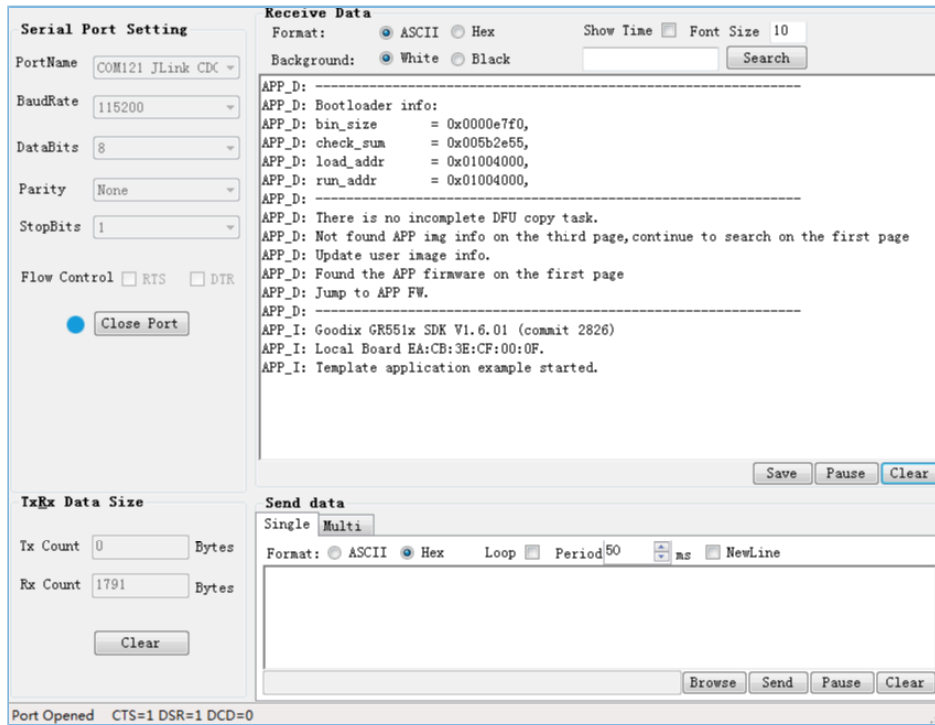 Serial Port Setting
PortName COM121 JLink CDC
BaudRate 115200
DataBits 8
Parity None
StopBits 1
Flow Control RTS DTR
Close Port
Receive Data
Format: ASCII Hex Show Time Font Size 10
Background: White Black Search
APP_D: ---------------------------------------------------------------
APP_D: Bootloader info:
APP_D: bin_size = 0x0000e7f0,
APP_D: check_sum = 0x005b2e55,
APP_D: load_addr = 0x01004000,
APP_D: run_addr = 0x01004000,
APP_D: ---------------------------------------------------------------
APP_D: There is no incomplete DFU copy task.
APP_D: Not found APP img info on the third page,continue to search on the first page
APP_D: Update user image info.
APP_D: Found the APP firmware on the first page
APP_D: Jump to APP FW.
APP_D: ---------------------------------------------------------------
APP_I: Goodix GR551x SDK V1.6.01 (commit 2826)
APP_I: Local Board EA:CB:3E:CF:00:0F.
APP_I: Template application example started.
Save Pause Clear
TxRx Data Size
Tx Count 0 Bytes
Rx Count 1791 Bytes
Clear
Send data
Single Multi
Format: ASCII Hex Loop Period 50 ms NewLine
Browse Send Pause Clear
Port Opened CTS=1 DSR=1 DCD=0